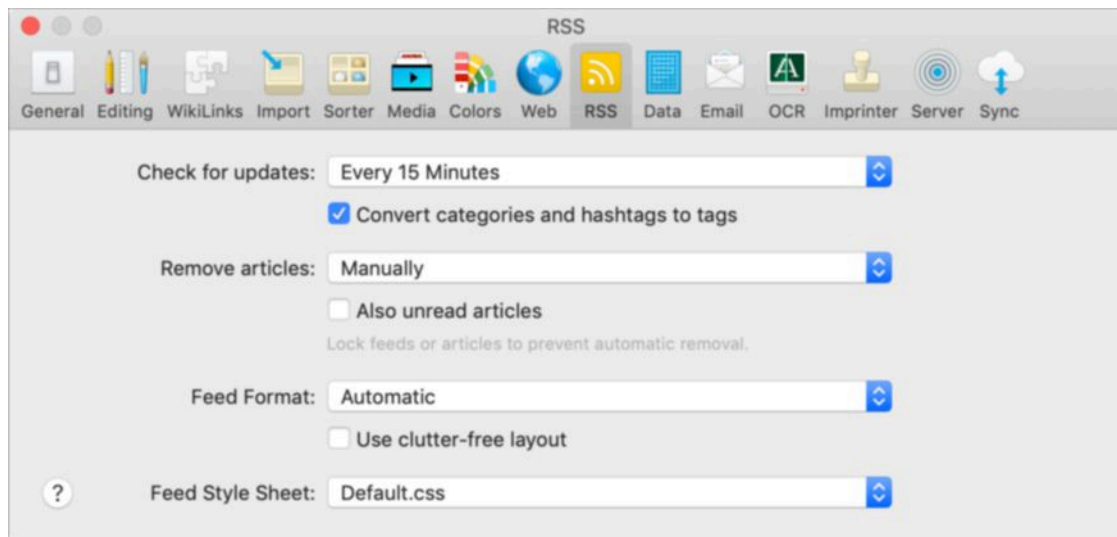 RSS
General Editing WikiLinks Import Sorter Media Colors Web RSS Data Email OCR Imprinter Server Sync
Check for updates: Every 15 Minutes
Convert categories and hashtags to tags
Remove articles: Manually
Also unread articles
Lock feeds or articles to prevent automatic removal.
Feed Format: Automatic
Use clutter-free layout
? Feed Style Sheet: Default.css